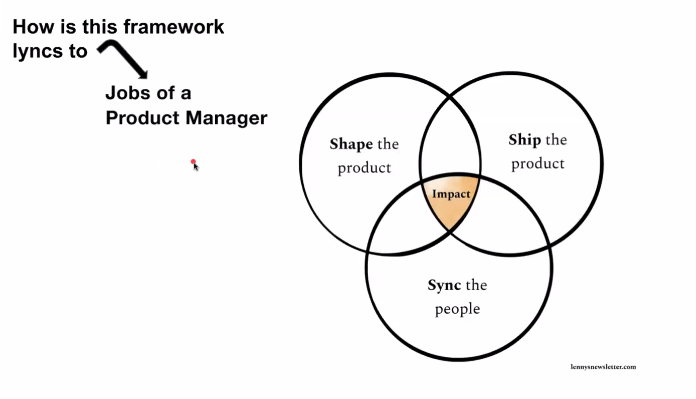 How is this framework
lyncs to
Jobs of a
Product Manager
Shape the
product
Ship the
product
Impact
Sync the
people
lennysnewsletter.com